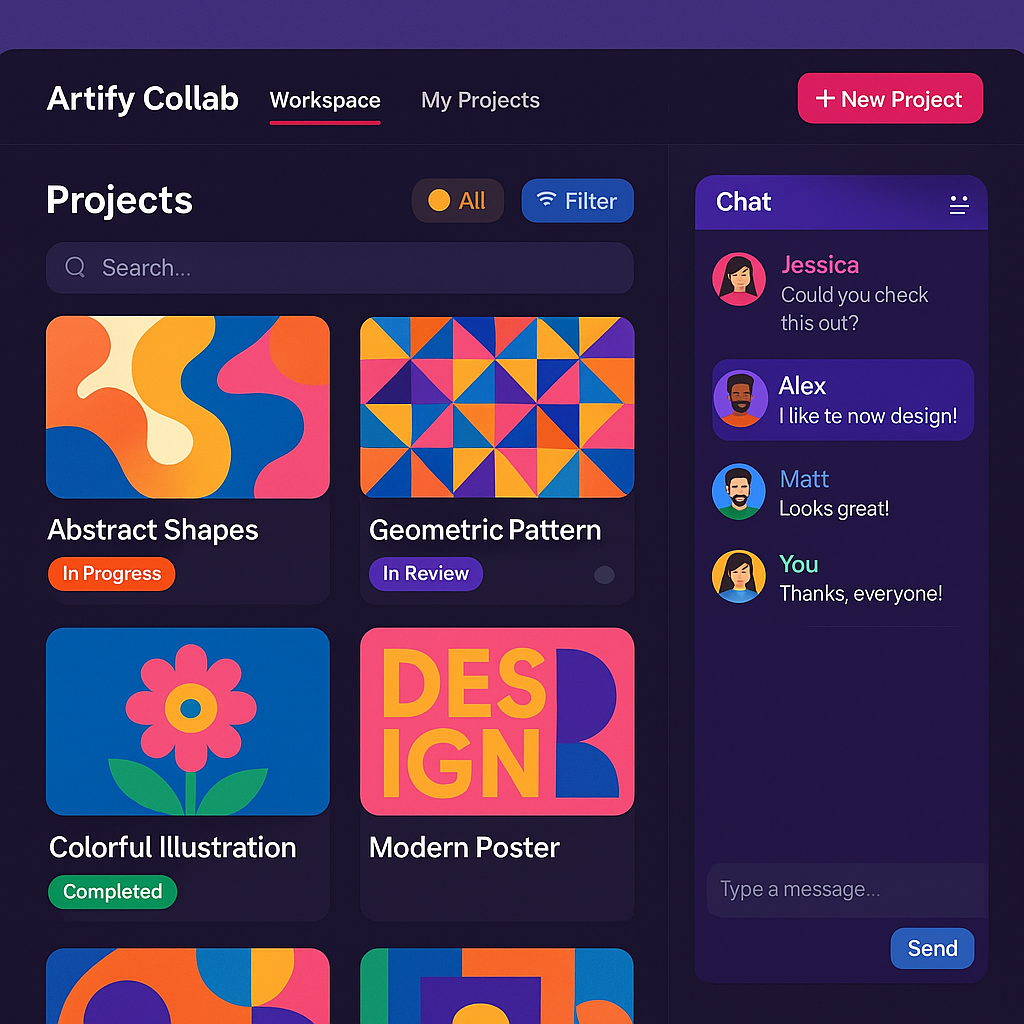 Artify Collab
Workspace
My Projects
+ New Project
Projects
All
Filter
Search...
Abstract Shapes
In Progress
Geometric Pattern
In Review
Colorful Illustration
Completed
DES
IGN
Modern Poster
Chat
Jessica
Could you check
this out?
Alex
I like te now design!
Matt
Looks great!
You
Thanks, everyone!
Type a message...
Send